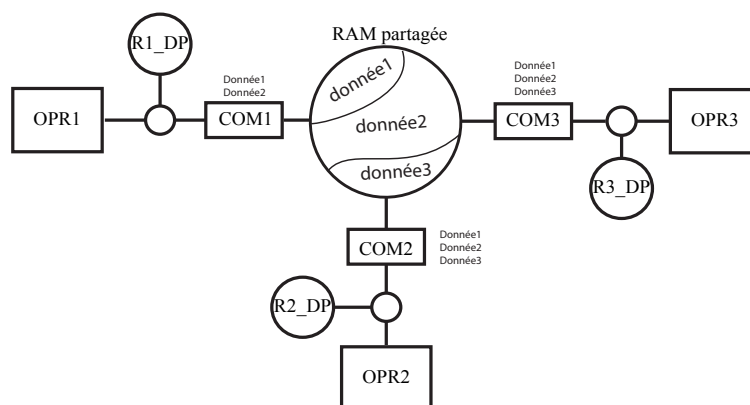 RAM partagée
R1_DP
Donnée1
Donnée2
OPR1
COM1
donnée1
donnée2
donnée3
Donnée1
Donnée2
Donnée3
COM3
OPR3
R3_DP
COM2
Donnée1
Donnée2
Donnée3
R2_DP
OPR2